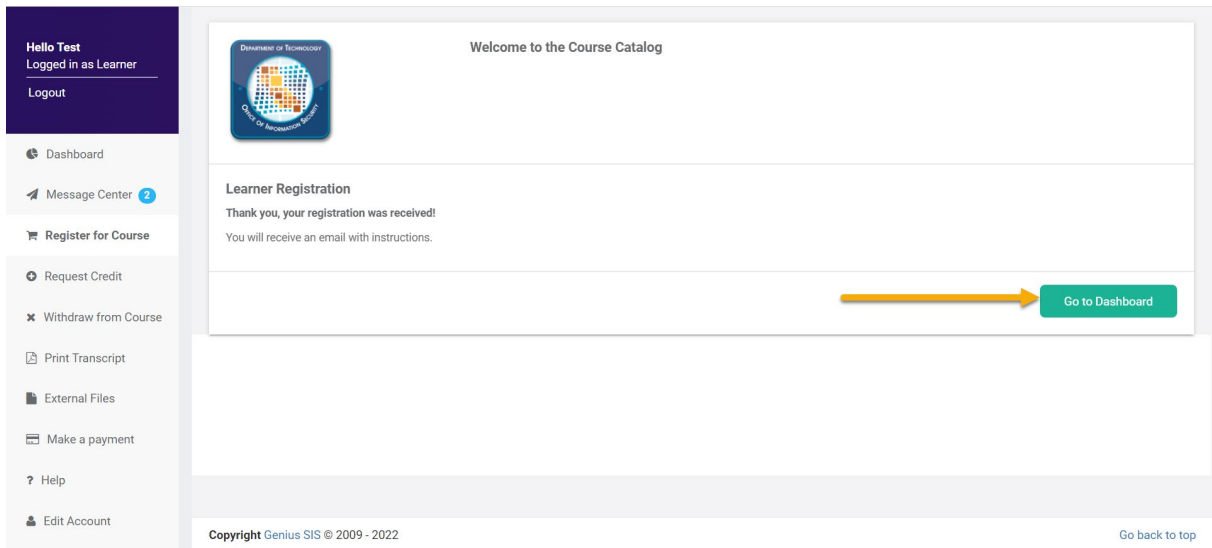 Hello Test
Logged in as Learner
Logout
Dashboard
Message Center 2
Register for Course
Request Credit
Withdraw from Course
Print Transcript
External Files
Make a payment
? Help
Edit Account
DEPARTMENT OF TECHNOLOGY
OFFICE OF INFORMATION SECURITY
Welcome to the Course Catalog
Learner Registration
Thank you, your registration was received!
You will receive an email with instructions.
Go to Dashboard
Copyright Genius SIS © 2009 - 2022
Go back to top